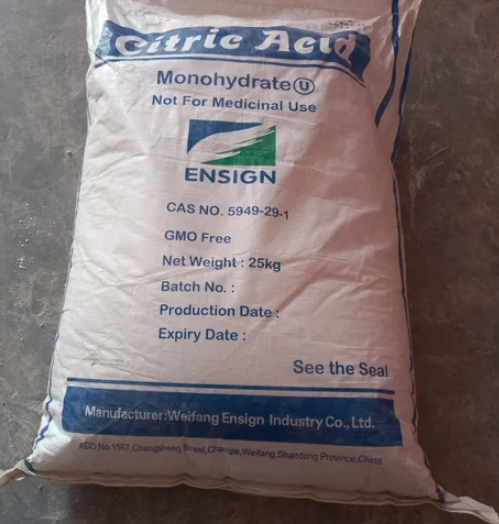 Citric Acid
Monohydrate Ⓤ
Not For Medicinal Use
ENSIGN
CAS NO. 5949-29-1
GMO Free
Net Weight : 25kg
Batch No. :
Production Date :
Expiry Date :
See the Seal
Manufacturer:Weifang Ensign Industry Co., Ltd.
ADD:No.1567,Changsheng Street,Changle,Weifang,Shandong Province,China